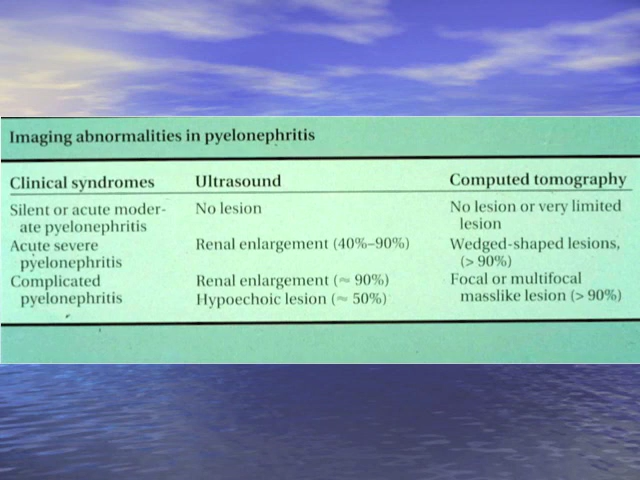 Imaging abnormalities in pyelonephritis
Clinical syndromes Ultrasound Computed tomography
Silent or acute moder- No lesion No lesion or very limited
ate pyelonephritis lesion
Acute severe Renal enlargement (40%–90%) Wedged-shaped lesions,
pyelonephritis (> 90%)
Complicated Renal enlargement (≈ 90%) Focal or multifocal
pyelonephritis Hypoechoic lesion (≈ 50%) masslike lesion (> 90%)